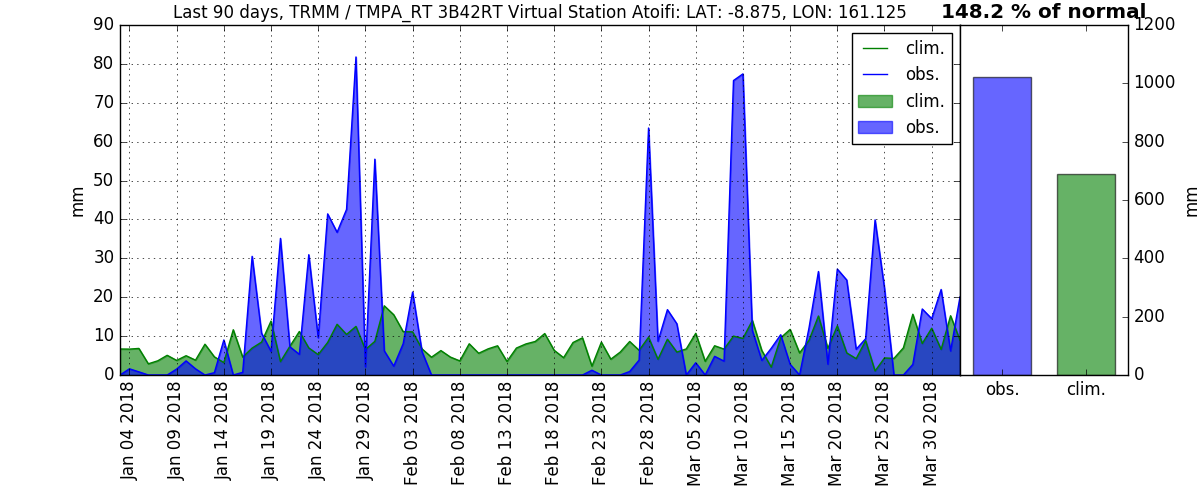 Last 90 days, TRMM / TMPA_RT 3B42RT Virtual Station Atoifi: LAT: -8.875, LON: 161.125
148.2 % of normal
90
80
70
60
50
40
30
20
10
0
mm
clim.
obs.
clim.
obs.
1200
1000
800
600
400
200
0
mm
obs.
clim.
Jan 04 2018
Jan 09 2018
Jan 14 2018
Jan 19 2018
Jan 24 2018
Jan 29 2018
Feb 03 2018
Feb 08 2018
Feb 13 2018
Feb 18 2018
Feb 23 2018
Feb 28 2018
Mar 05 2018
Mar 10 2018
Mar 15 2018
Mar 20 2018
Mar 25 2018
Mar 30 2018